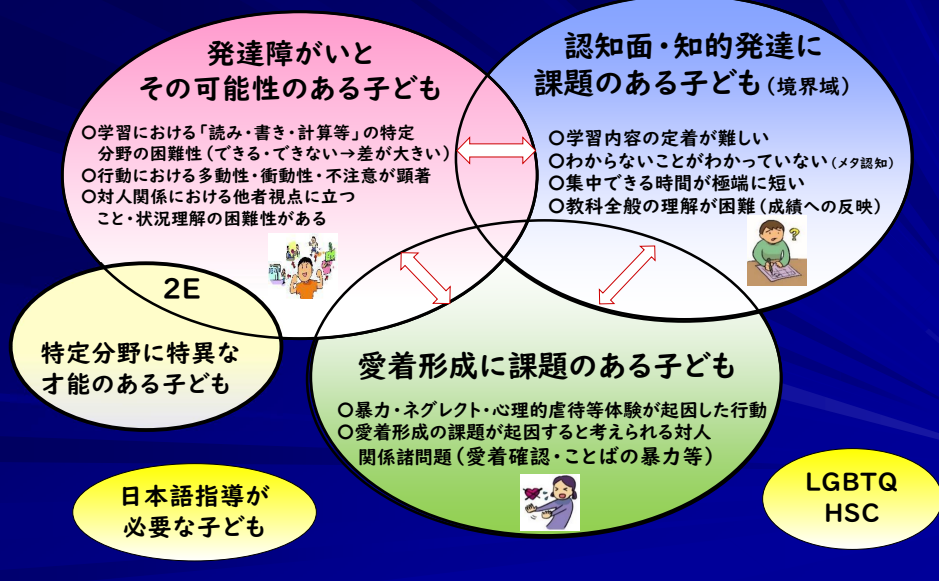 発達障がいと
その可能性のある子ども
〇学習における「読み・書き・計算等」の特定
分野の困難性(できる・できない→差が大きい)
〇行動における多動性・衝動性・不注意が顕著
〇対人関係における他者視点に立つ
こと・状況理解の困難性がある
認知面・知的発達に
課題のある子ども(境界域)
〇学習内容の定着が難しい
〇わからないことがわかっていない(メタ認知)
〇集中できる時間が極端に短い
〇教科全般の理解が困難(成績への反映)
2E
特定分野に特異な
才能のある子ども
愛着形成に課題のある子ども
〇暴力・ネグレクト・心理的虐待等体験が起因した行動
〇愛着形成の課題が起因すると考えられる対人
関係諸問題(愛着確認・ことばの暴力等)
日本語指導が
必要な子ども
LGBTQ
HSC